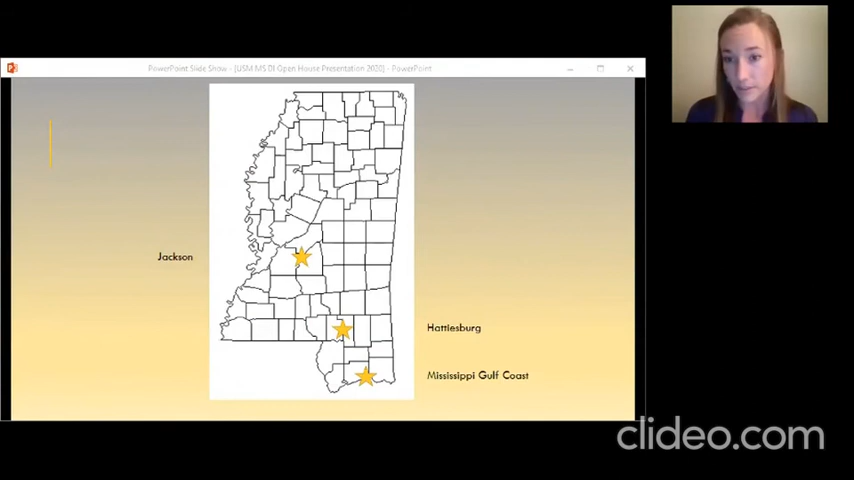 PowerPoint Slide Show - [USM MS DI Open House Presentation 2020] - PowerPoint
Jackson
Hattiesburg
Mississippi Gulf Coast
clideo.com